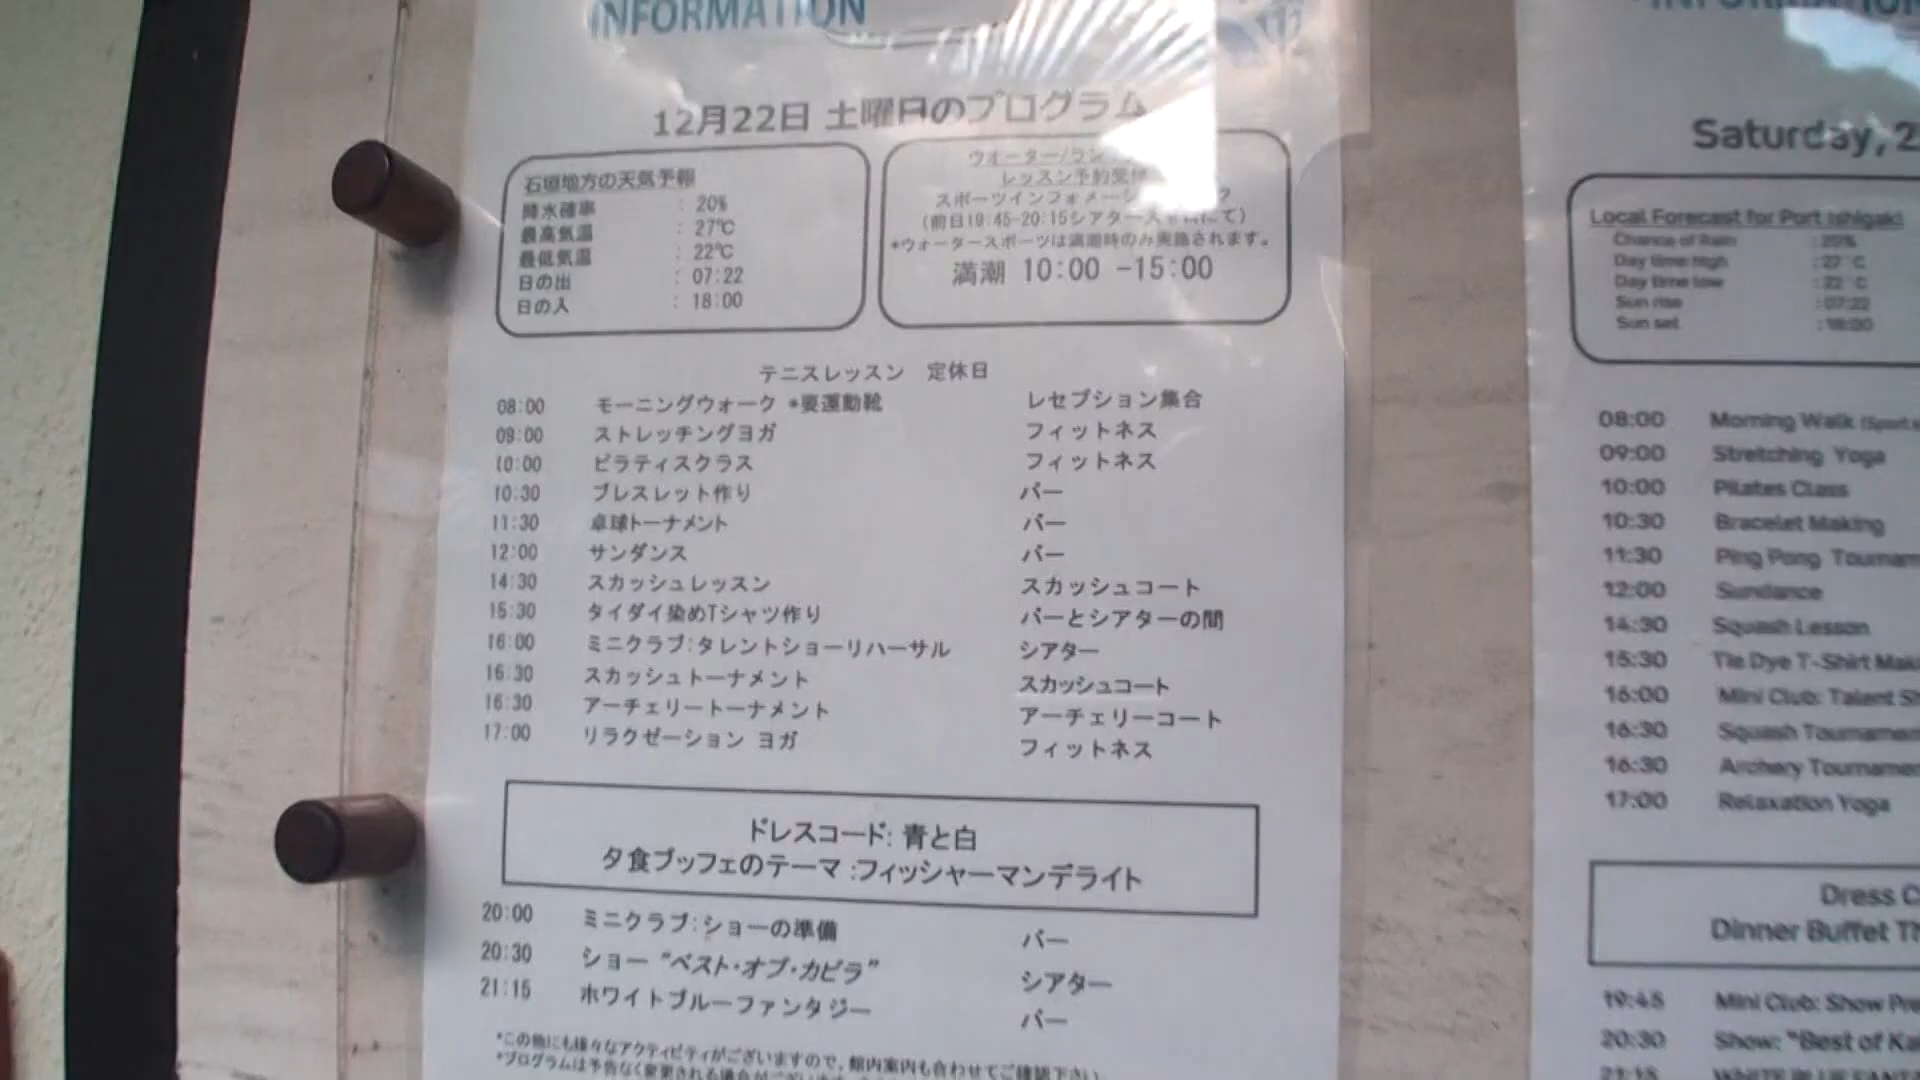 INFORMATION
12月22日 土曜日のプログラム
石垣地方の天気予報
降水確率 : 20%
最高気温 : 27℃
最低気温 : 22℃
日の出 : 07:22
日の入 : 18:00
ウオーター/ラン
レッスン予約受付
スポーツインフォメーシ
(前日19:45-20:15シアター
*ウォータースポーツは満潮時のみ実施されます。
満潮 10:00 -15:00
テニスレッスン 定休日
08:00 モーニングウォーク *要運動靴 レセプション集合
09:00 ストレッチングヨガ フィットネス
10:00 ピラティスクラス フィットネス
10:30 ブレスレット作り バー
11:30 卓球トーナメント バー
12:00 サンダンス バー
14:30 スカッシュレッスン スカッシュコート
15:30 タイダイ染めTシャツ作り バーとシアターの間
16:00 ミニクラブ:タレントショーリハーサル シアター
16:30 スカッシュトーナメント スカッシュコート
16:30 アーチェリートーナメント アーチェリーコート
17:00 リラクゼーション ヨガ フィットネス
ドレスコード: 青と白
夕食ブッフェのテーマ :フィッシャーマンデライト
20:00 ミニクラブ:ショーの準備 バー
20:30 ショー "ベスト・オブ・カビラ" シアター
21:15 ホワイトブルーファンタジー バー
*この他にも様々なアクティビティがございますので, 館内案内も合わせてご確認下さい
*プログラムは予告なく変更される場合がございます
INFORMATION
Saturday, 2
Local Forecast for Port Ishigaki
Chance of Rain : 20%
Day time high : 27 C
Day time low : 22 C
Sun rise : 07:22
Sun set : 18:00
08:00 Morning Walk (Sport
09:00 Stretching Yoga
10:00 Pilates Class
10:30 Bracelet Making
11:30 Ping Pong Tournam
12:00 Sundance
14:30 Squash Lesson
15:30 Tie Dye T-Shirt Maki
16:00 Mini Club: Talent Sh
16:30 Squash Tournamen
16:30 Archery Tournamen
17:00 Relaxation Yoga
Dress C
Dinner Buffet Th
19:45 Mini Club: Show Pre
20:30 Show: "Best of Ka
21:15 WHITE BLUE FANTA